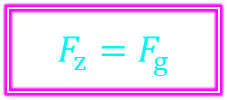 F_z = F_g